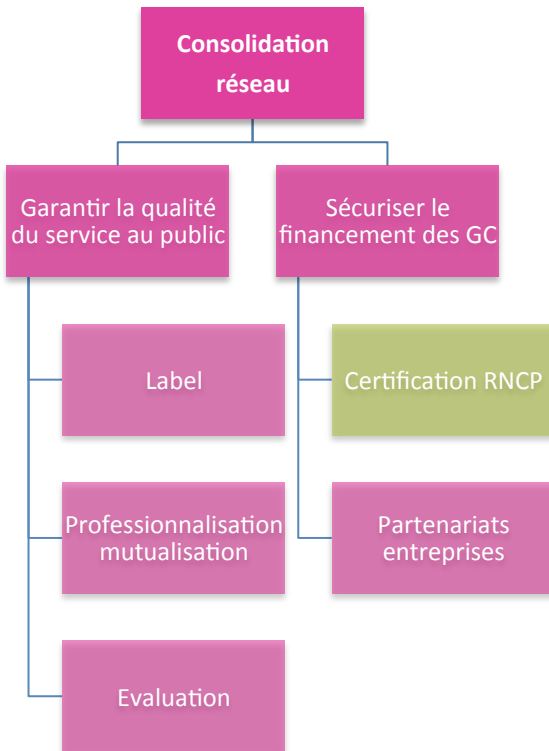 Consolidation
réseau
Garantir la qualité
du service au public
Sécuriser le
financement des GC
Label
Certification RNCP
Professionnalisation
mutualisation
Partenariats
entreprises
Evaluation